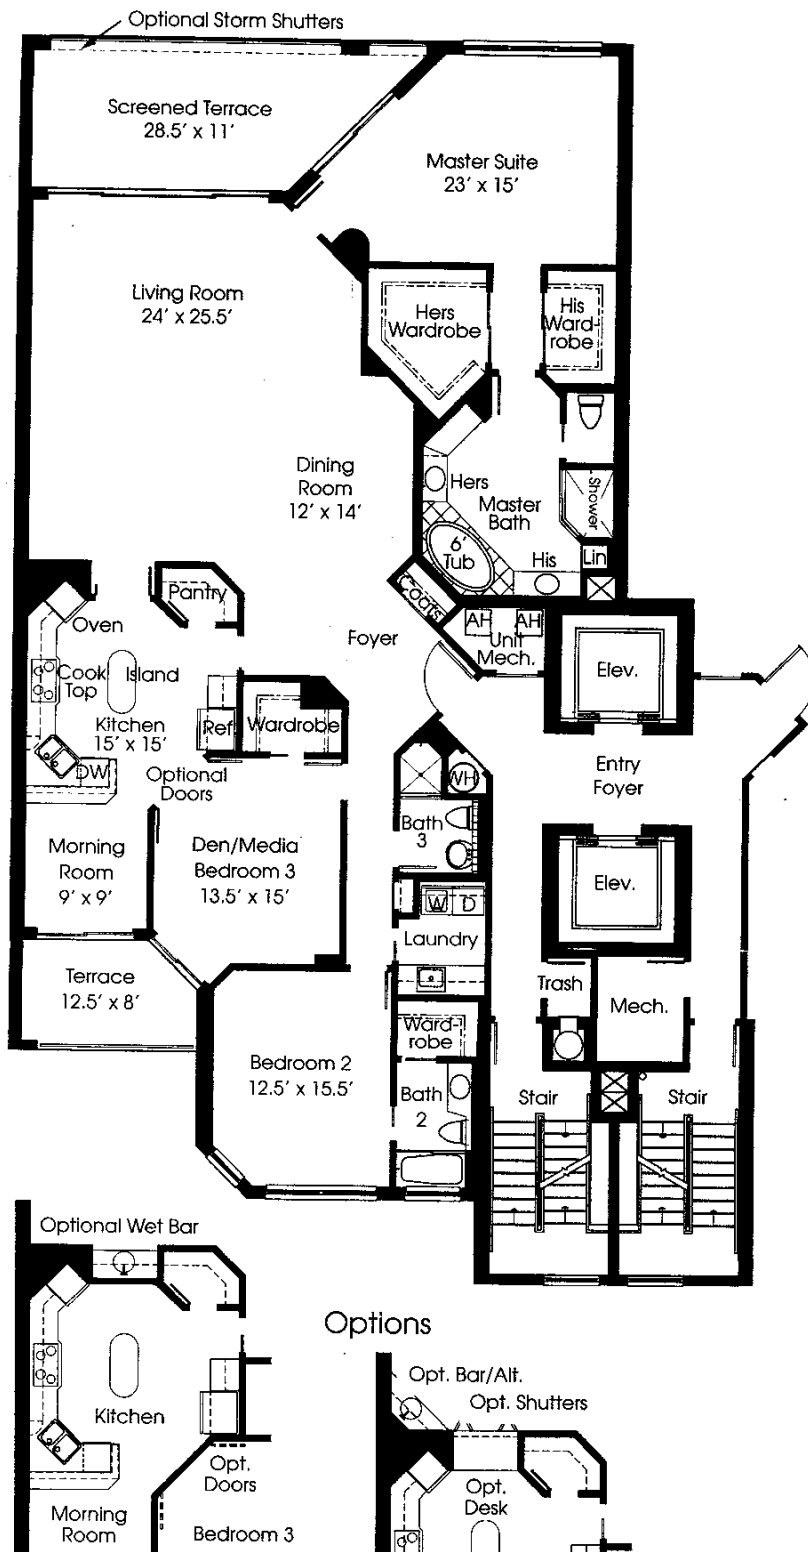 Optional Storm Shutters
Screened Terrace
28.5' x 11'
Master Suite
23' x 15'
Living Room
24' x 25.5'
Hers
Wardrobe
His
Ward-
robe
Dining
Room
12' x 14'
Hers
Master
Bath
Shower
6'
Tub
His
Lin
Coats
Pantry
Oven
Foyer
AH
AH
Unit
Mech.
Elev.
Cook
Top
Island
Kitchen
15' x 15'
Ref
Wardrobe
DW
Optional
Doors
WH
Entry
Foyer
Bath
3
Morning
Room
9' x 9'
Den/Media
Bedroom 3
13.5' x 15'
Elev.
W
D
Laundry
Terrace
12.5' x 8'
Trash
Mech.
Ward-
robe
Bedroom 2
12.5' x 15.5'
Bath
2
Stair
Stair
Optional Wet Bar
Options
Opt. Bar/Alt.
Opt. Shutters
Kitchen
Opt.
Doors
Opt.
Desk
Morning
Room
Bedroom 3